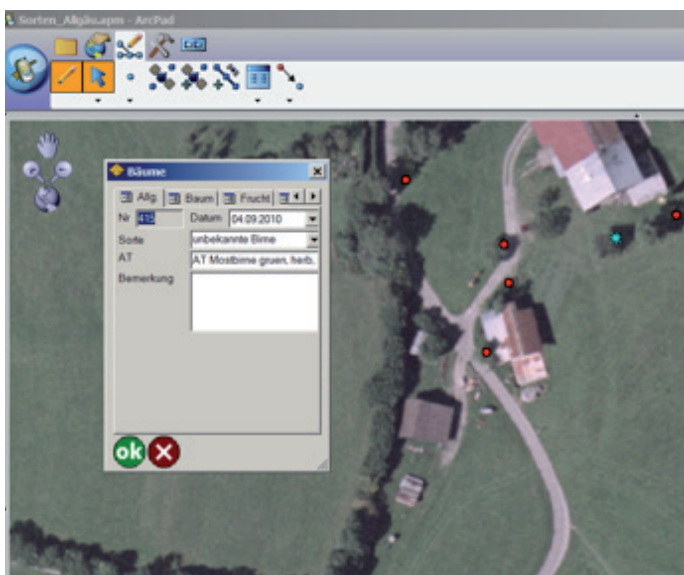 Sorten_Allgäu.apm - ArcPad
Bäume
Allg. Baum Frucht
Nr 415 Datum 04.09.2010
Sorte unbekannte Birne
AT AT Mostbirne gruen, herb,
Bemerkung
ok